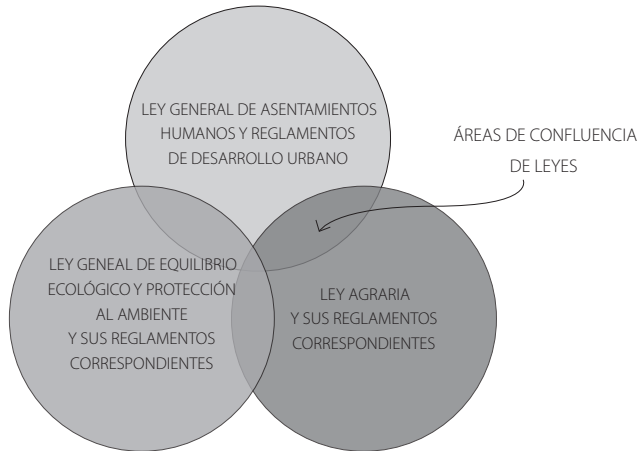 LEY GENERAL DE ASENTAMIENTOS
HUMANOS Y REGLAMENTOS
DE DESARROLLO URBANO
ÁREAS DE CONFLUENCIA
DE LEYES
LEY GENEAL DE EQUILIBRIO
ECOLÓGICO Y PROTECCIÓN
AL AMBIENTE
Y SUS REGLAMENTOS
CORRESPONDIENTES
LEY AGRARIA
Y SUS REGLAMENTOS
CORRESPONDIENTES